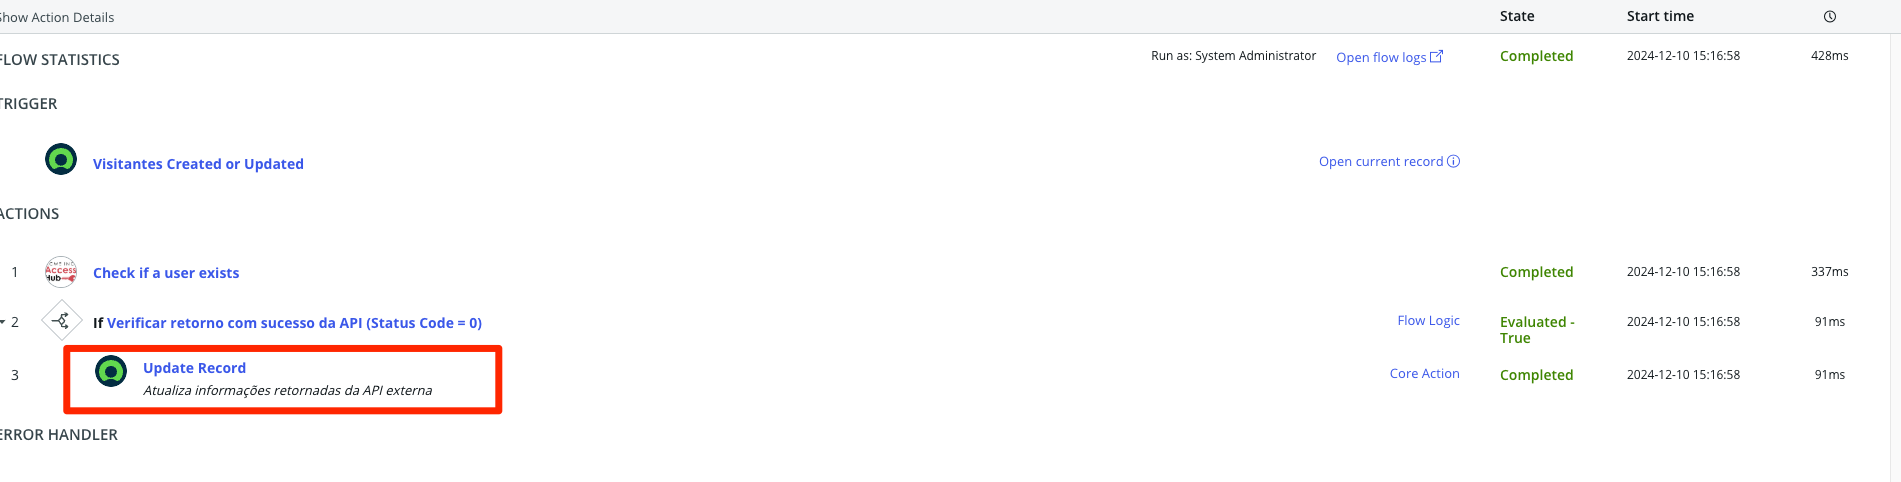 Show Action Details State Start time
FLOW STATISTICS Run as: System Administrator Open flow logs Completed 2024-12-10 15:16:58 428ms
TRIGGER
Visitantes Created or Updated Open current record
ACTIONS
1 Access Hub Check if a user exists Completed 2024-12-10 15:16:58 337ms
2 If Verificar retorno com sucesso da API (Status Code = 0) Flow Logic Evaluated - 2024-12-10 15:16:58 91ms
True
3 Update Record Core Action Completed 2024-12-10 15:16:58 91ms
Atualiza informações retornadas da API externa
ERROR HANDLER